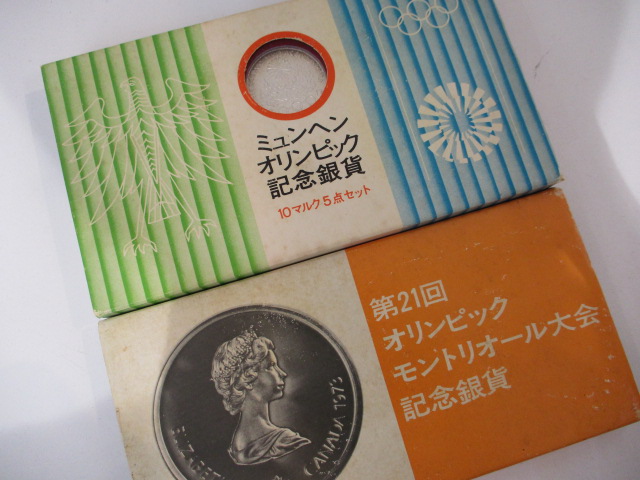 ミュンヘン
オリンピック
記念銀貨
10マルク5点セット
第21回
オリンピック
モントリオール大会
記念銀貨
CANADA 1973